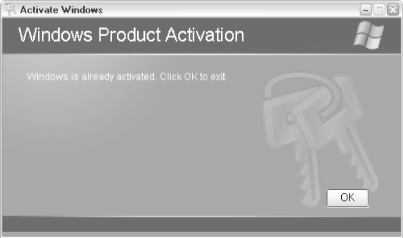 Activate Windows
Windows Product Activation
Windows is already activated. Click OK to exit.
OK